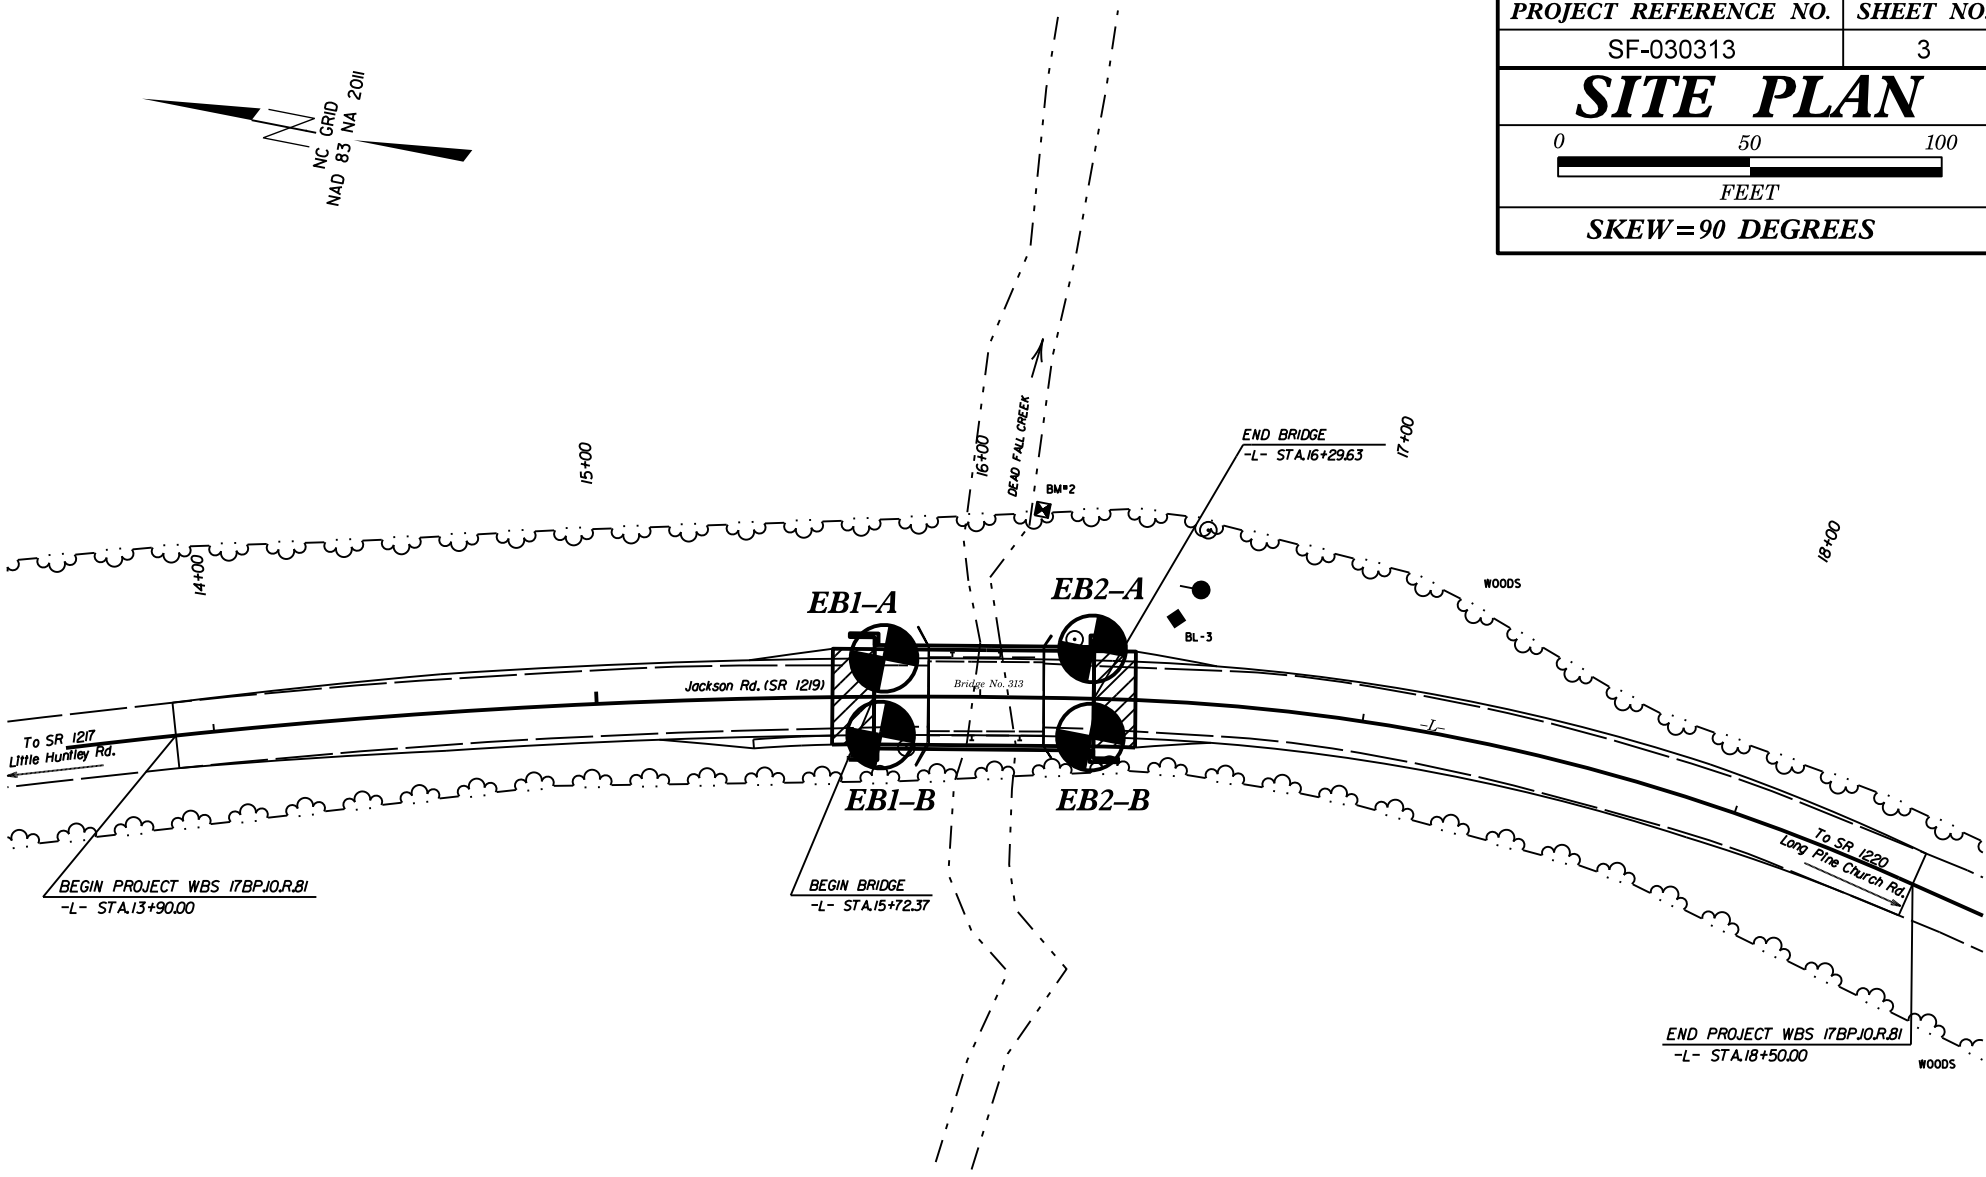 PROJECT REFERENCE NO. SHEET NO.
SF-030313 3
SITE PLAN
0 50 100
FEET
SKEW=90 DEGREES
NC GRID
NAD 83 NA 2011
14+00
15+00
16+00
17+00
18+00
DEAD FALL CREEK
BM#2
END BRIDGE
-L- STA.16+29.63
WOODS
EB1-A
EB2-A
BL-3
Jackson Rd. (SR 1219)
Bridge No. 313
-L-
To SR 1217
Little Huntley Rd.
EB1-B
EB2-B
To SR 1220
Long Pine Church Rd.
BEGIN PROJECT WBS 17BP.10.R.81
-L- STA.13+90.00
BEGIN BRIDGE
-L- STA.15+72.37
END PROJECT WBS 17BP.10.R.81
-L- STA.18+50.00
WOODS